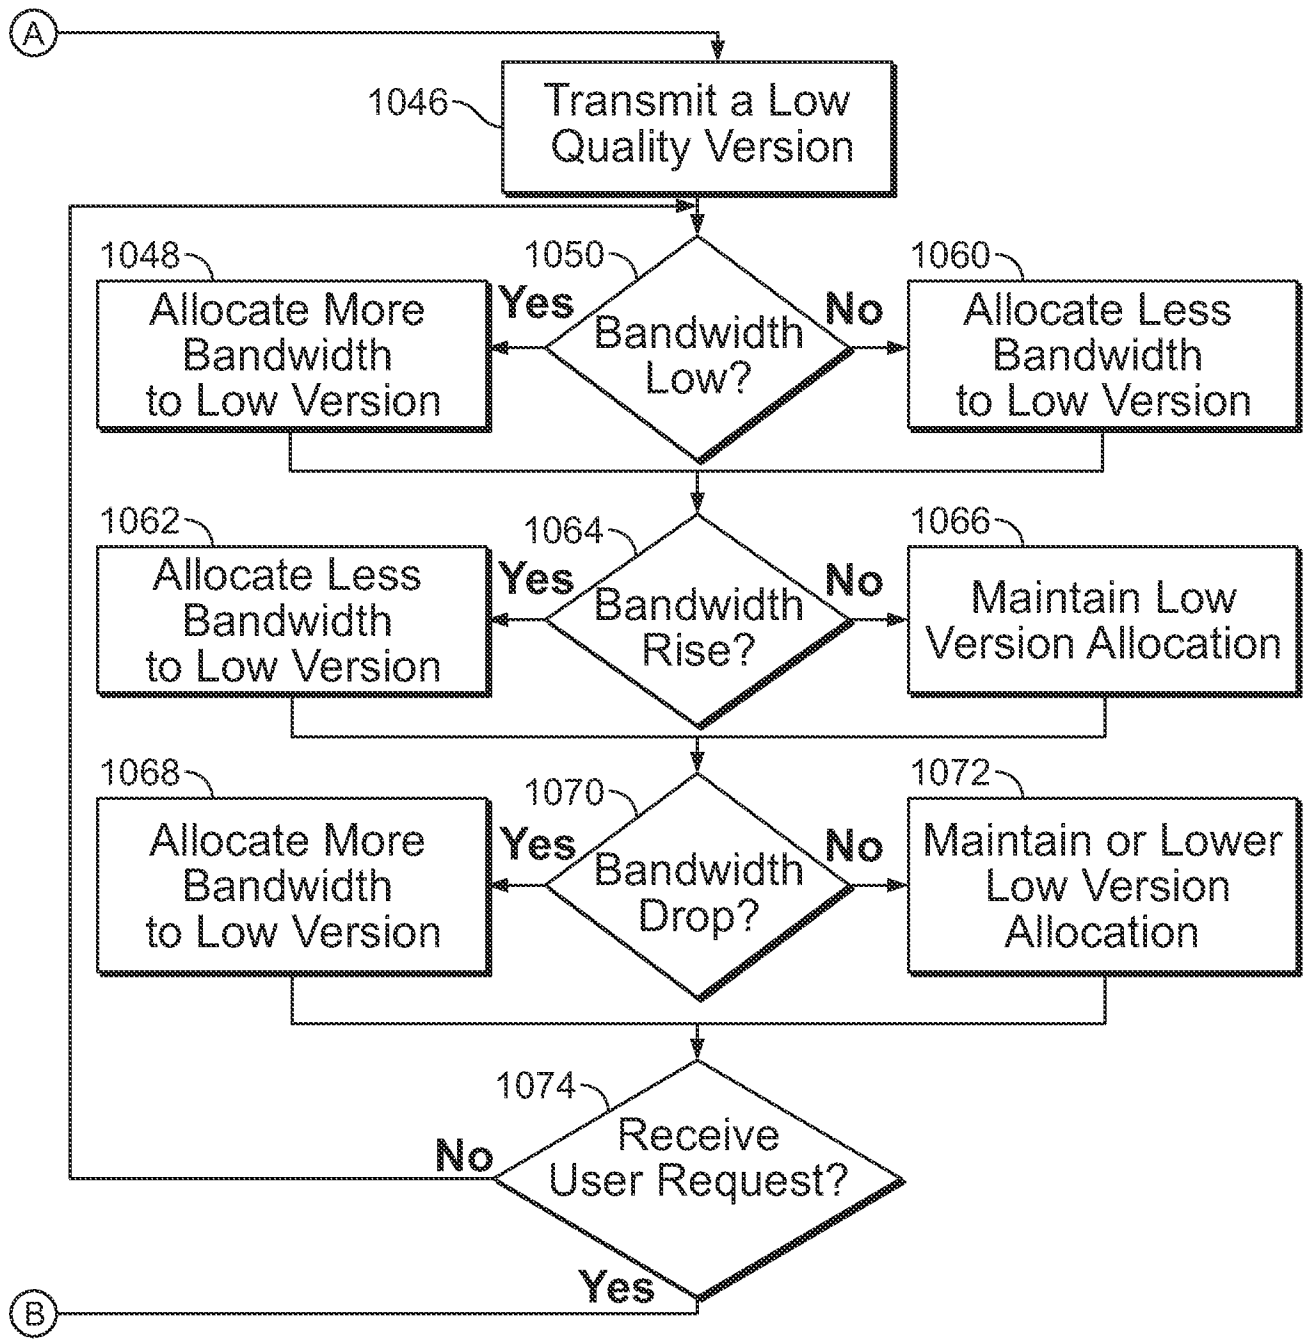 A
1046
Transmit a Low
Quality Version
1048
Allocate More
Bandwidth
to Low Version
Yes
1050
Bandwidth
Low?
No
1060
Allocate Less
Bandwidth
to Low Version
1062
Allocate Less
Bandwidth
to Low Version
Yes
1064
Bandwidth
Rise?
No
1066
Maintain Low
Version Allocation
1068
Allocate More
Bandwidth
to Low Version
Yes
1070
Bandwidth
Drop?
No
1072
Maintain or Lower
Low Version
Allocation
1074
Receive
User Request?
No
Yes
B